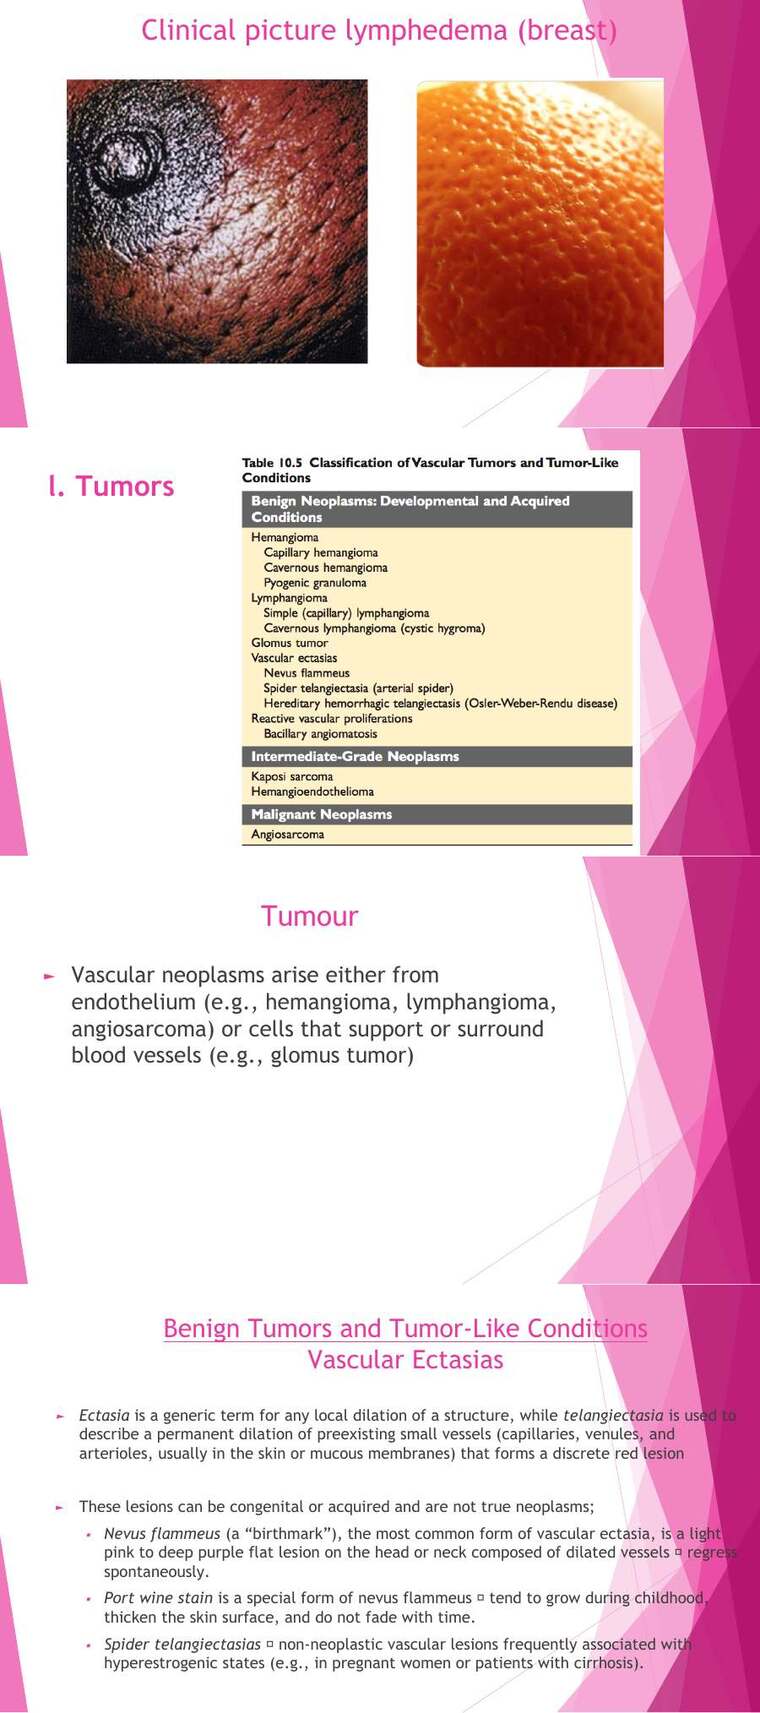 Clinical picture lymphedema (breast)
I. Tumors
Table 10.5 Classification of Vascular Tumors and Tumor-Like
Conditions
Benign Neoplasms: Developmental and Acquired
Conditions
Hemangioma
Capillary hemangioma
Cavernous hemangioma
Pyogenic granuloma
Lymphangioma
Simple (capillary) lymphangioma
Cavernous lymphangioma (cystic hygroma)
Glomus tumor
Vascular ectasias
Nevus flammeus
Spider telangiectasia (arterial spider)
Hereditary hemorrhagic telangiectasis (Osler-Weber-Rendu disease)
Reactive vascular proliferations
Bacillary angiomatosis
Intermediate-Grade Neoplasms
Kaposi sarcoma
Hemangioendothelioma
Malignant Neoplasms
Angiosarcoma
Tumour
► Vascular neoplasms arise either from
endothelium (e.g., hemangioma, lymphangioma,
angiosarcoma) or cells that support or surround
blood vessels (e.g., glomus tumor)
Benign Tumors and Tumor-Like Conditions
Vascular Ectasias
► Ectasia is a generic term for any local dilation of a structure, while telangiectasia is used to
describe a permanent dilation of preexisting small vessels (capillaries, venules, and
arterioles, usually in the skin or mucous membranes) that forms a discrete red lesion
► These lesions can be congenital or acquired and are not true neoplasms;
▪ Nevus flammeus (a “birthmark”), the most common form of vascular ectasia, is a light
pink to deep purple flat lesion on the head or neck composed of dilated vessels □ regress
spontaneously.
▪ Port wine stain is a special form of nevus flammeus □ tend to grow during childhood,
thicken the skin surface, and do not fade with time.
▪ Spider telangiectasias □ non-neoplastic vascular lesions frequently associated with
hyperestrogenic states (e.g., in pregnant women or patients with cirrhosis).